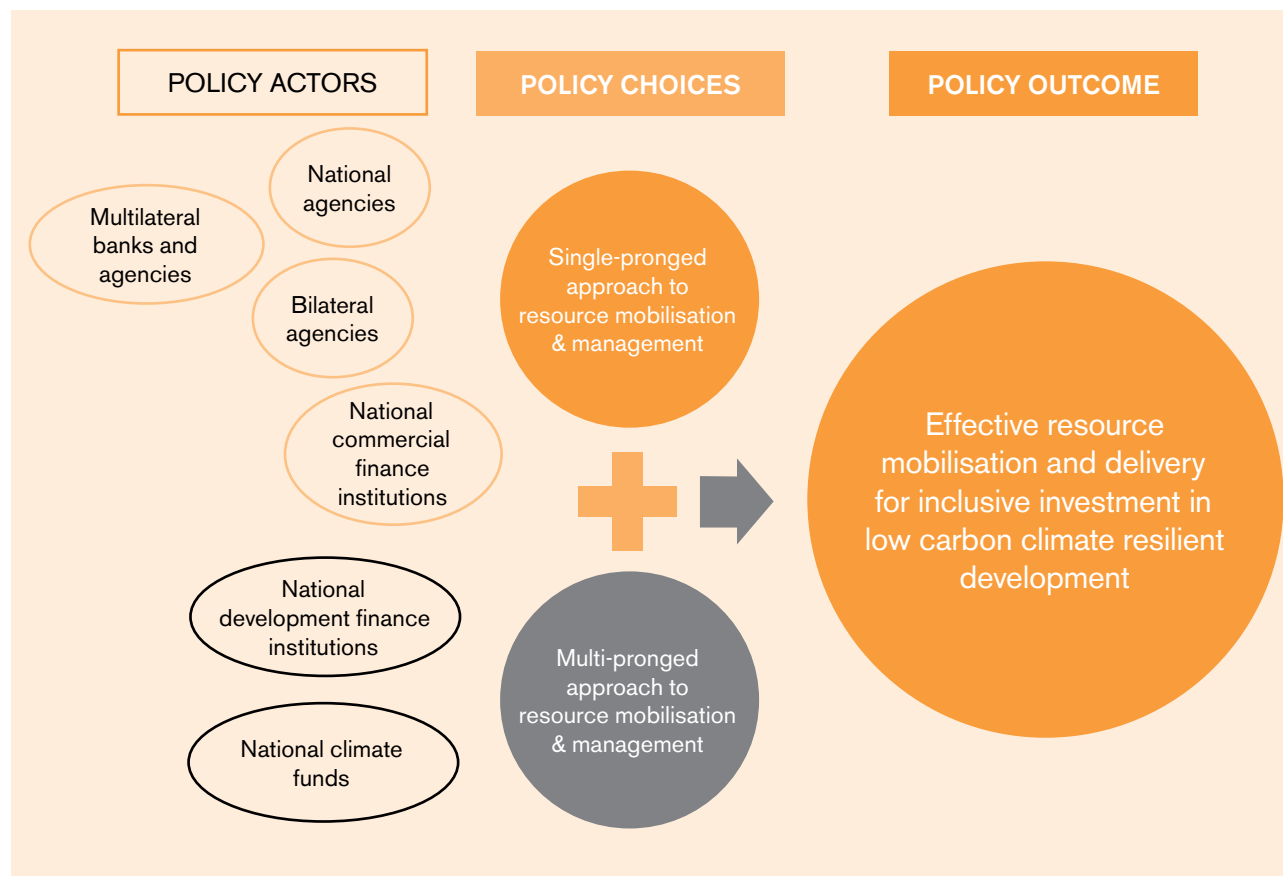 POLICY ACTORS
POLICY CHOICES
POLICY OUTCOME
National
agencies
Multilateral
banks and
agencies
Bilateral
agencies
National
commercial
finance
institutions
National
development finance
institutions
National climate
funds
Single-pronged
approach to
resource mobilisation
& management
Multi-pronged
approach to
resource mobilisation
& management
Effective resource
mobilisation and delivery
for inclusive investment in
low carbon climate resilient
development